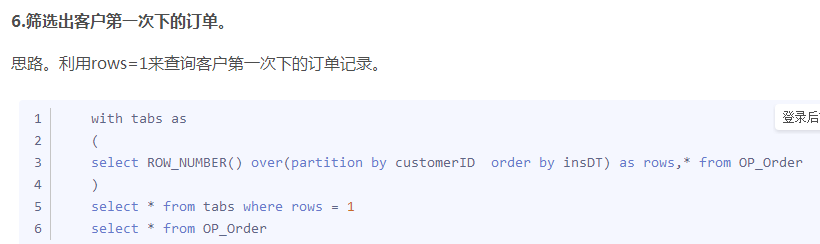 6.筛选出客户第一次下的订单。
思路。利用rows=1来查询客户第一次下的订单记录。
登录后
1 with tabs as
2 (
3 select ROW_NUMBER() over(partition by customerID  order by insDT) as rows,* from OP_Order
4 )
5 select * from tabs where rows = 1
6 select * from OP_Order